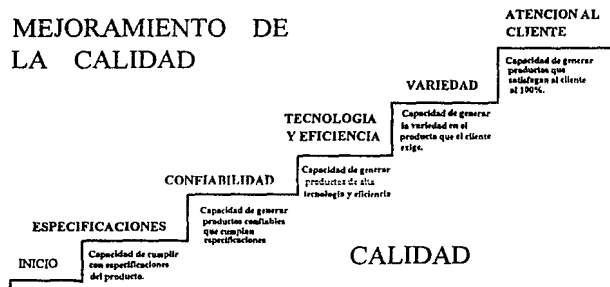 MEJORAMIENTO DE
LA CALIDAD
ATENCION AL
CLIENTE
Capacidad de generar
productos que
satisfagan al cliente
al 100%.
VARIEDAD
Capacidad de generar
la variedad en el
producto que el cliente
exige.
TECNOLOGIA
Y EFICIENCIA
Capacidad de generar
productos de alta
tecnología y eficiencia
CONFIABILIDAD
Capacidad de generar
productos confiables
que cumplan
especificaciones
ESPECIFICACIONES
Capacidad de cumplir
con especificaciones
del producto.
INICIO
CALIDAD